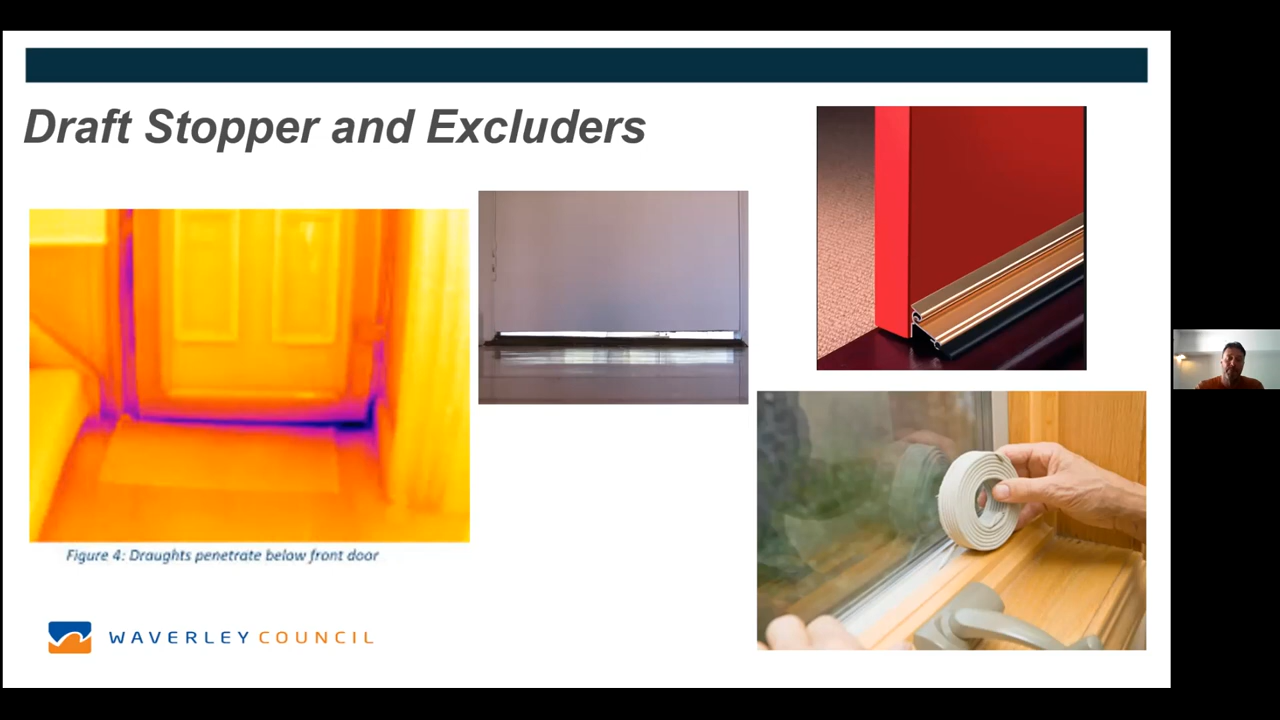 Draft Stopper and Excluders
Figure 4: Draughts penetrate below front door
WAVERLEY COUNCIL